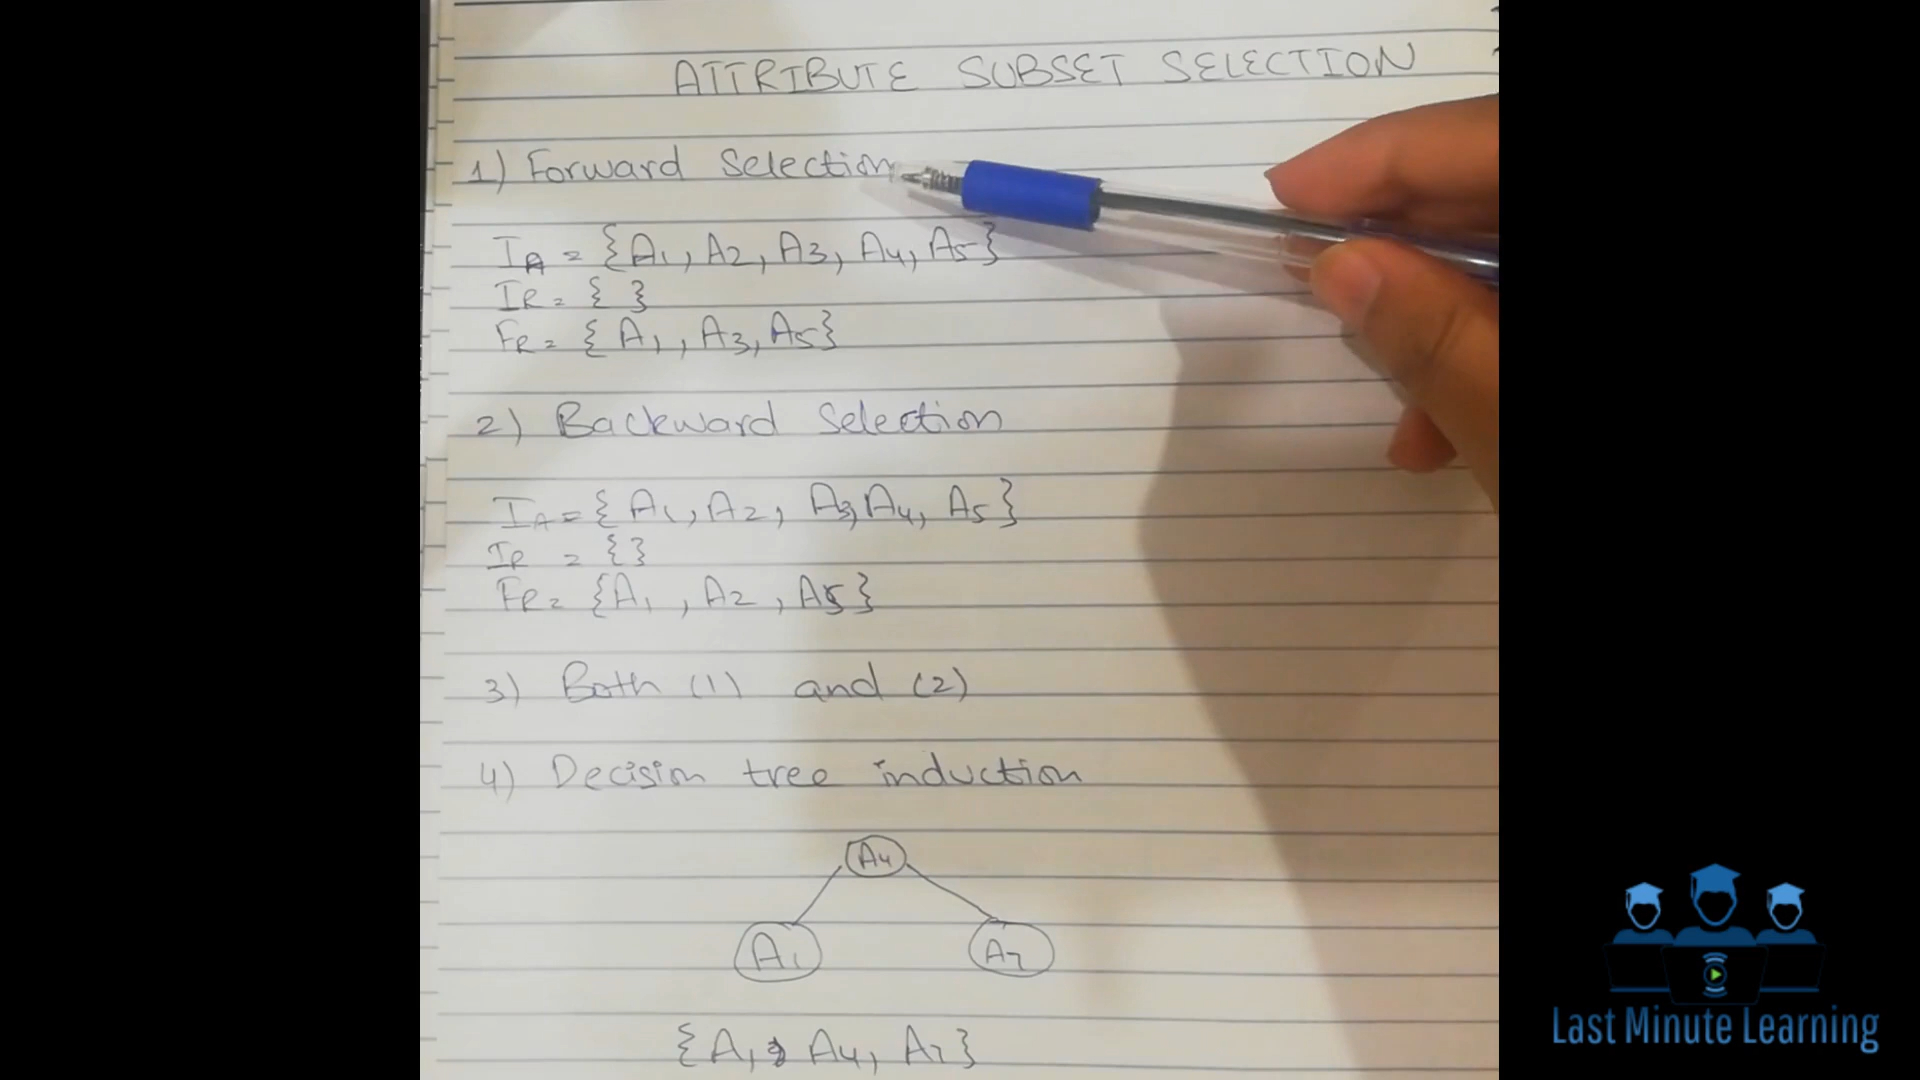 ATTRIBUTE SUBSET SELECTION
1) Forward Selection
IA = {A1, A2, A3, A4, A5}
IR = { }
FR = {A1, A3, A5}
2) Backward Selection
IA = {A1, A2, A3, A4, A5}
IR = {}
FR = {A1, A2, A5}
3) Both (1) and (2)
4) Decision tree induction
A4
A1 A7
{A1, A4, A7}
Last Minute Learning